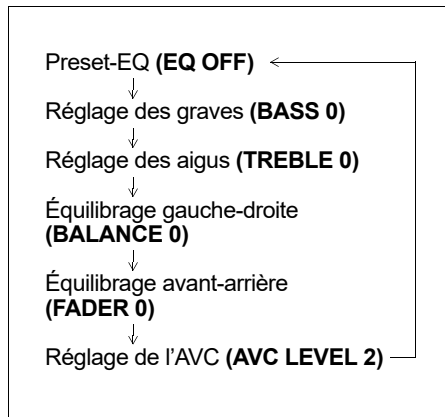 Preset-EQ (EQ OFF)
Réglage des graves (BASS 0)
Réglage des aigus (TREBLE 0)
Équilibrage gauche-droite
(BALANCE 0)
Équilibrage avant-arrière
(FADER 0)
Réglage de l’AVC (AVC LEVEL 2)